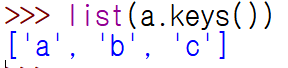 >>> list(a.keys())
['a', 'b', 'c']